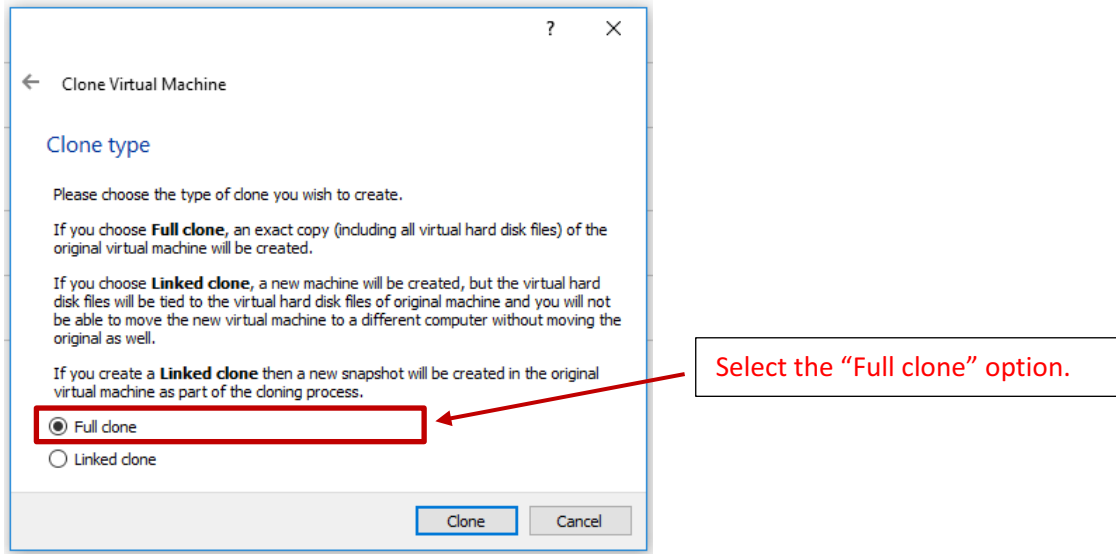 ?
Clone Virtual Machine
Clone type
Please choose the type of clone you wish to create.
If you choose Full clone, an exact copy (including all virtual hard disk files) of the
original virtual machine will be created.
If you choose Linked clone, a new machine will be created, but the virtual hard
disk files will be tied to the virtual hard disk files of original machine and you will not
be able to move the new virtual machine to a different computer without moving the
original as well.
If you create a Linked clone then a new snapshot will be created in the original
virtual machine as part of the cloning process.
Select the “Full clone” option.
Full clone
Linked clone
Clone Cancel